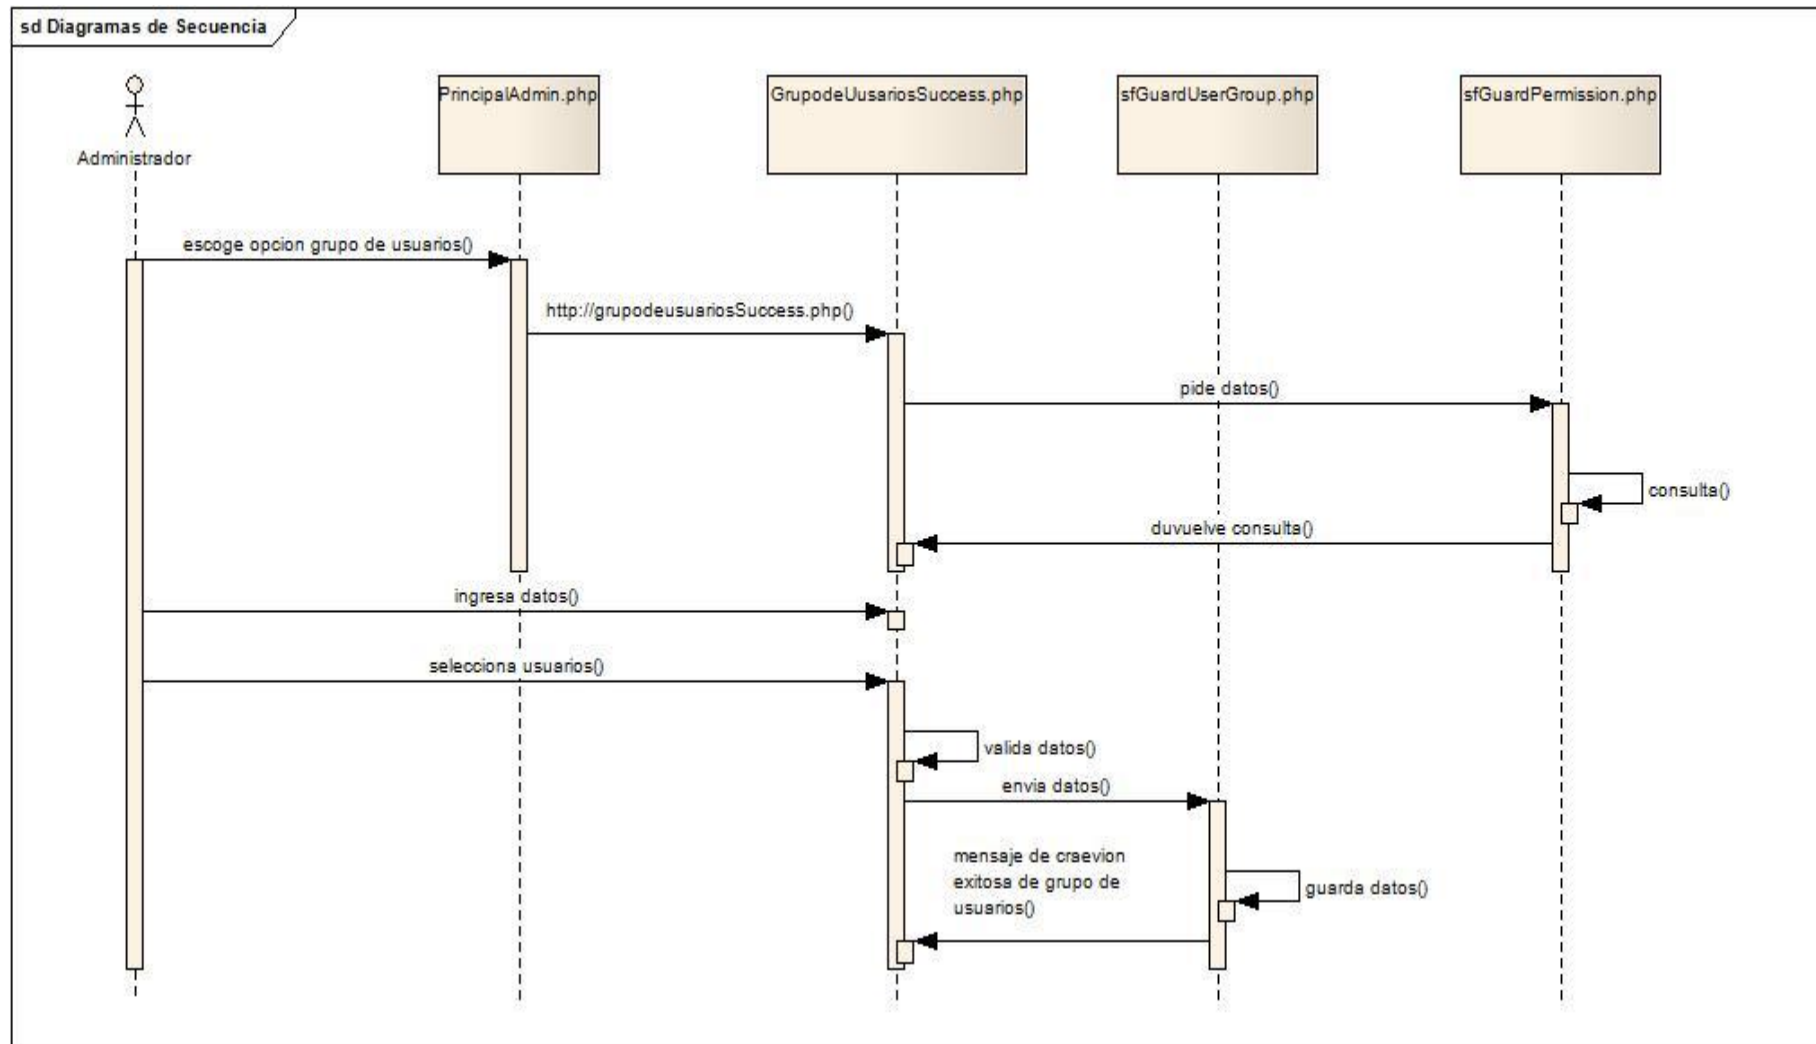 sd Diagramas de Secuencia
Administrador
PrincipalAdmin.php
GrupodeUusariosSuccess.php
sfGuardUserGroup.php
sfGuardPermission.php
escoge opcion grupo de usuarios()
http://grupodeusuariosSuccess.php()
pide datos()
consulta()
duvuelve consulta()
ingresa datos()
selecciona usuarios()
valida datos()
envia datos()
mensaje de craevion
exitosa de grupo de
usuarios()
guarda datos()